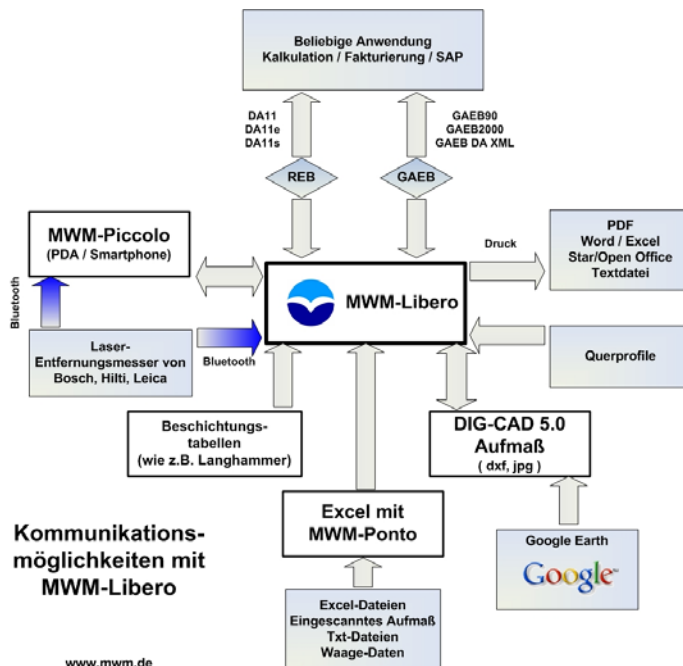 Beliebige Anwendung
Kalkulation / Fakturierung / SAP
DA11
DA11e
DA11s
GAEB90
GAEB2000
GAEB DA XML
REB
GAEB
MWM-Piccolo
(PDA / Smartphone)
Druck
PDF
Word / Excel
Star/Open Office
Textdatei
MWM-Libero
Bluetooth
Laser-
Entfernungsmesser von
Bosch, Hilti, Leica
Bluetooth
Querprofile
Beschichtungs-
tabellen
(wie z.B. Langhammer)
DIG-CAD 5.0
Aufmaß
( dxf, jpg )
Excel mit
MWM-Ponto
Google Earth
Google
Kommunikations-
möglichkeiten mit
MWM-Libero
Excel-Dateien
Eingescanntes Aufmaß
Txt-Dateien
Waage-Daten
www.mwm.de